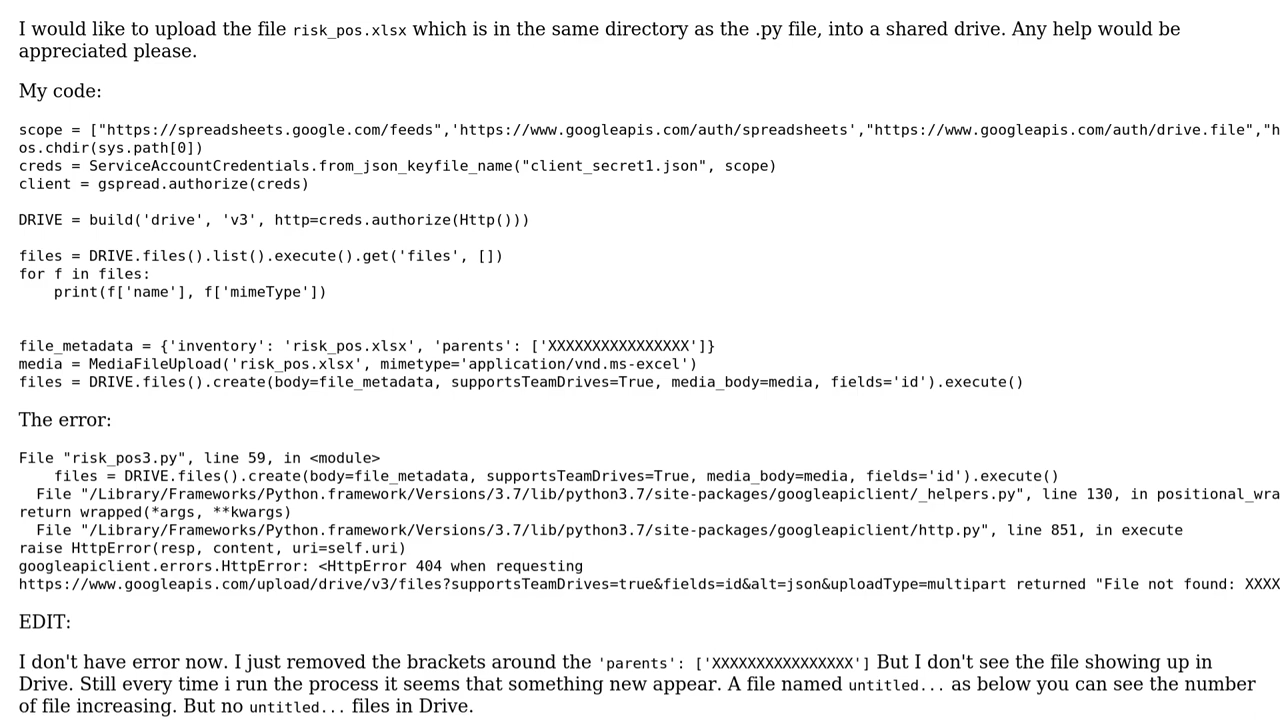 I would like to upload the file risk_pos.xlsx which is in the same directory as the .py file, into a shared drive. Any help would be
appreciated please.
My code:
scope = ["https://spreadsheets.google.com/feeds",'https://www.googleapis.com/auth/spreadsheets',"https://www.googleapis.com/auth/drive.file","h
os.chdir(sys.path[0])
creds = ServiceAccountCredentials.from_json_keyfile_name("client_secret1.json", scope)
client = gspread.authorize(creds)
DRIVE = build('drive', 'v3', http=creds.authorize(Http()))
files = DRIVE.files().list().execute().get('files', [])
for f in files:
    print(f['name'], f['mimeType'])
file_metadata = {'inventory': 'risk_pos.xlsx', 'parents': ['XXXXXXXXXXXXXXXX']}
media = MediaFileUpload('risk_pos.xlsx', mimetype='application/vnd.ms-excel')
files = DRIVE.files().create(body=file_metadata, supportsTeamDrives=True, media_body=media, fields='id').execute()
The error:
File "risk_pos3.py", line 59, in <module>
    files = DRIVE.files().create(body=file_metadata, supportsTeamDrives=True, media_body=media, fields='id').execute()
  File "/Library/Frameworks/Python.framework/Versions/3.7/lib/python3.7/site-packages/googleapiclient/_helpers.py", line 130, in positional_wra
return wrapped(*args, **kwargs)
  File "/Library/Frameworks/Python.framework/Versions/3.7/lib/python3.7/site-packages/googleapiclient/http.py", line 851, in execute
raise HttpError(resp, content, uri=self.uri)
googleapiclient.errors.HttpError: <HttpError 404 when requesting
https://www.googleapis.com/upload/drive/v3/files?supportsTeamDrives=true&fields=id&alt=json&uploadType=multipart returned "File not found: XXXX
EDIT:
I don't have error now. I just removed the brackets around the 'parents': ['XXXXXXXXXXXXXXXX'] But I don't see the file showing up in
Drive. Still every time i run the process it seems that something new appear. A file named untitled... as below you can see the number
of file increasing. But no untitled... files in Drive.